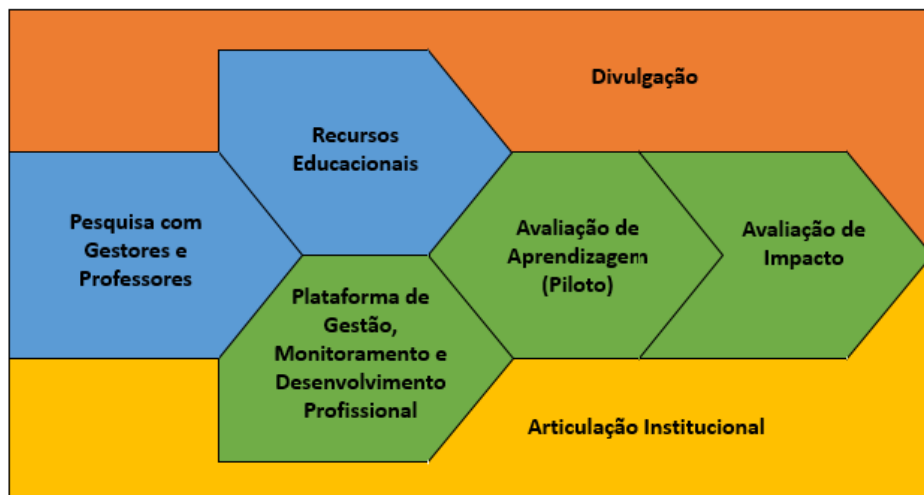 Divulgação
Recursos
Educacionais
Pesquisa com
Gestores e
Professores
Avaliação de
Aprendizagem
(Piloto)
Avaliação de
Impacto
Plataforma de
Gestão,
Monitoramento e
Desenvolvimento
Profissional
Articulação Institucional